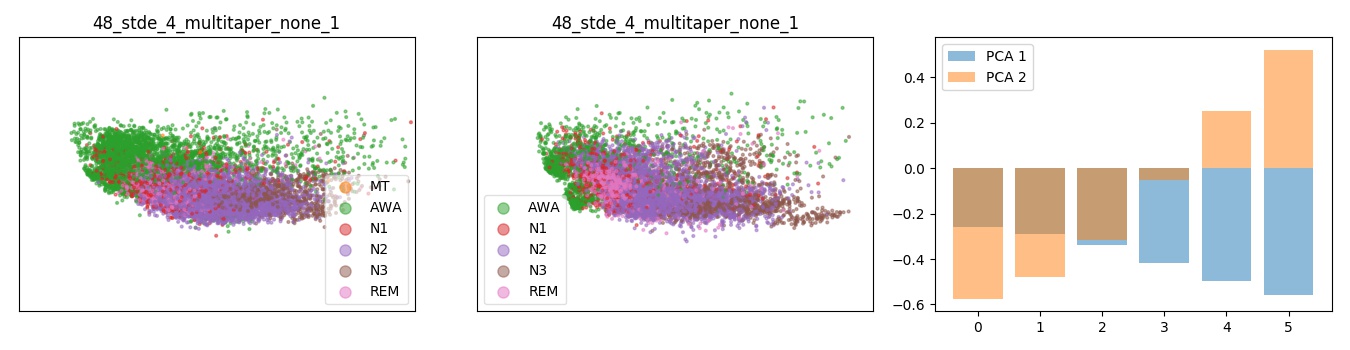 48_stde_4_multitaper_none_1
MT
AWA
N1
N2
N3
REM
48_stde_4_multitaper_none_1
AWA
N1
N2
N3
REM
PCA 1
PCA 2
0.4
0.2
0.0
−0.2
−0.4
−0.6
0 1 2 3 4 5